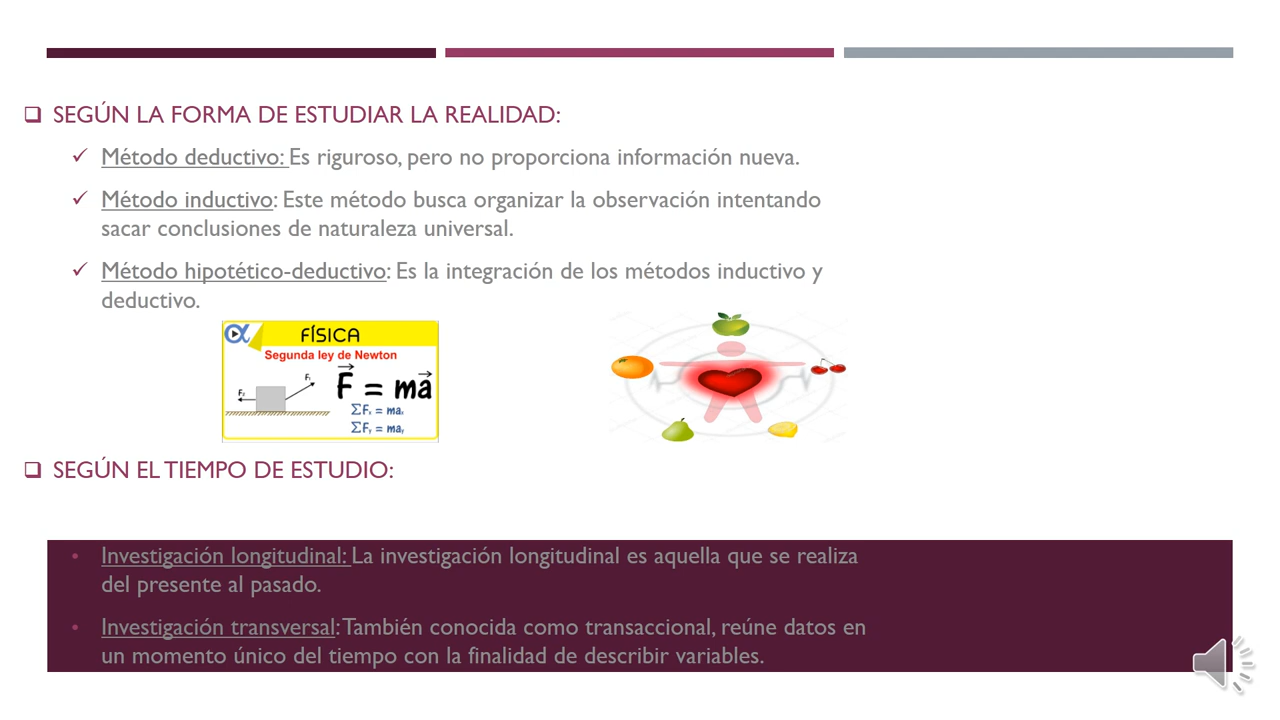 SEGÚN LA FORMA DE ESTUDIAR LA REALIDAD:
Método deductivo: Es riguroso, pero no proporciona información nueva.
Método inductivo: Este método busca organizar la observación intentando
sacar conclusiones de naturaleza universal.
Método hipotético-deductivo: Es la integración de los métodos inductivo y
deductivo.
FÍSICA
Segunda ley de Newton
F₂
F₁
F = ma
ΣFₓ = maₓ
ΣFᵧ = maᵧ
SEGÚN EL TIEMPO DE ESTUDIO:
Investigación longitudinal: La investigación longitudinal es aquella que se realiza
del presente al pasado.
Investigación transversal: También conocida como transaccional, reúne datos en
un momento único del tiempo con la finalidad de describir variables.